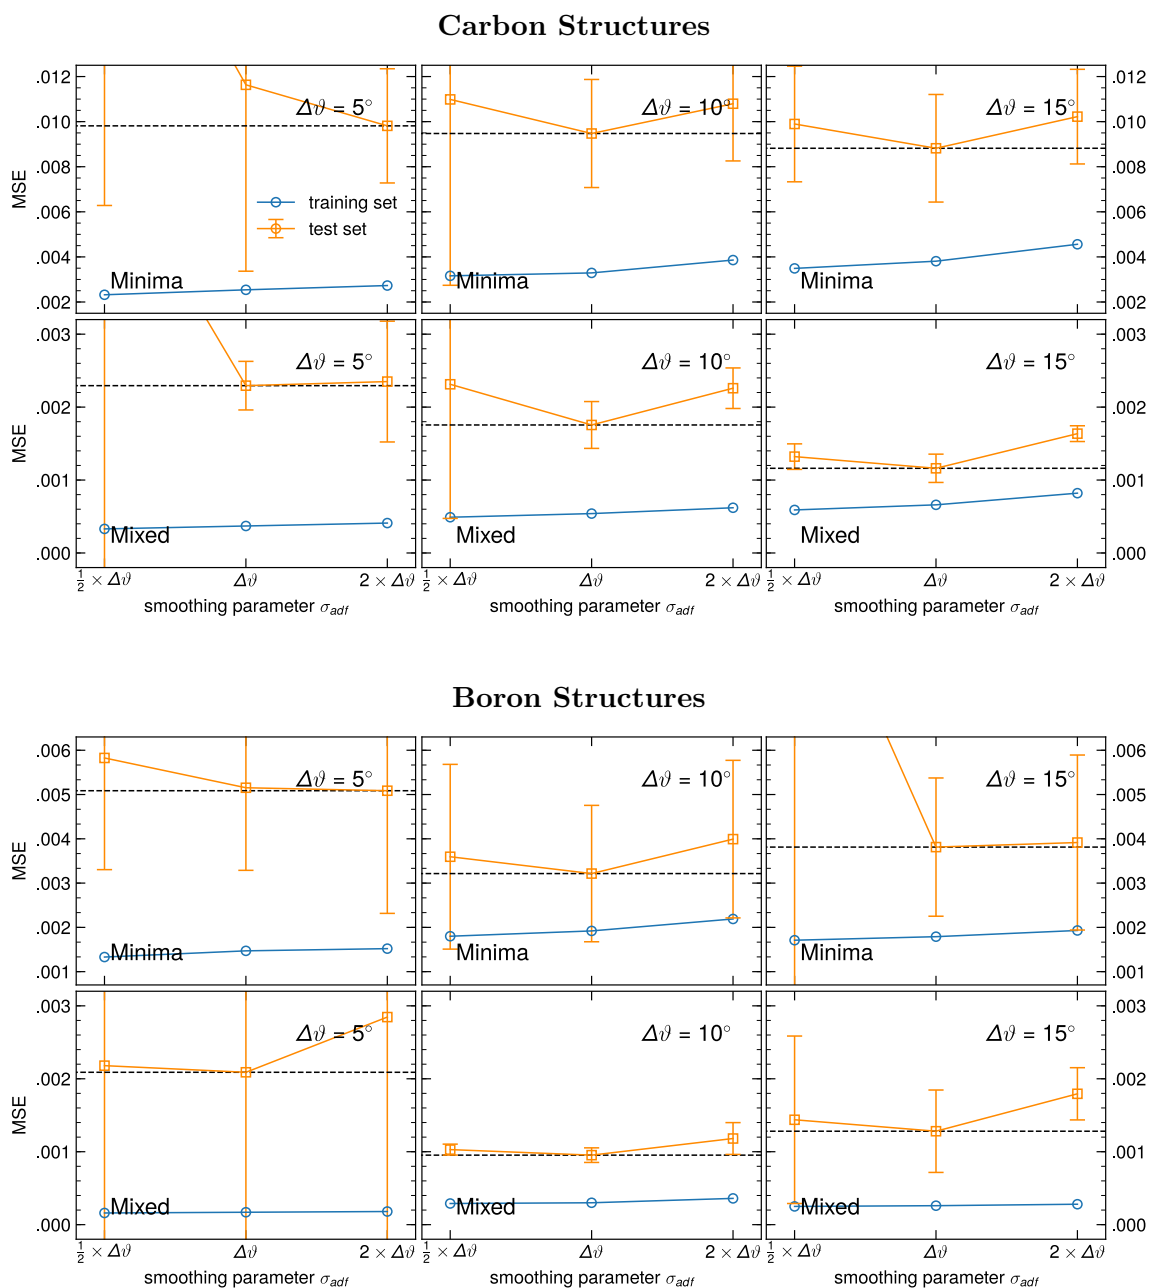 Carbon Structures
.012
.010
.008
.006
.004
.002
MSE
Δϑ = 5°
training set
test set
Minima
Δϑ = 10°
Minima
Δϑ = 15°
Minima
.012
.010
.008
.006
.004
.002
.003
.002
.001
.000
MSE
Δϑ = 5°
Mixed
Δϑ = 10°
Mixed
Δϑ = 15°
Mixed
.003
.002
.001
.000
½ × Δϑ Δϑ 2 × Δϑ
½ × Δϑ Δϑ 2 × Δϑ
½ × Δϑ Δϑ 2 × Δϑ
smoothing parameter σadf
smoothing parameter σadf
smoothing parameter σadf
Boron Structures
.006
.005
.004
.003
.002
.001
MSE
Δϑ = 5°
Minima
Δϑ = 10°
Minima
Δϑ = 15°
Minima
.006
.005
.004
.003
.002
.001
.003
.002
.001
.000
MSE
Δϑ = 5°
Mixed
Δϑ = 10°
Mixed
Δϑ = 15°
Mixed
.003
.002
.001
.000
½ × Δϑ Δϑ 2 × Δϑ
½ × Δϑ Δϑ 2 × Δϑ
½ × Δϑ Δϑ 2 × Δϑ
smoothing parameter σadf
smoothing parameter σadf
smoothing parameter σadf